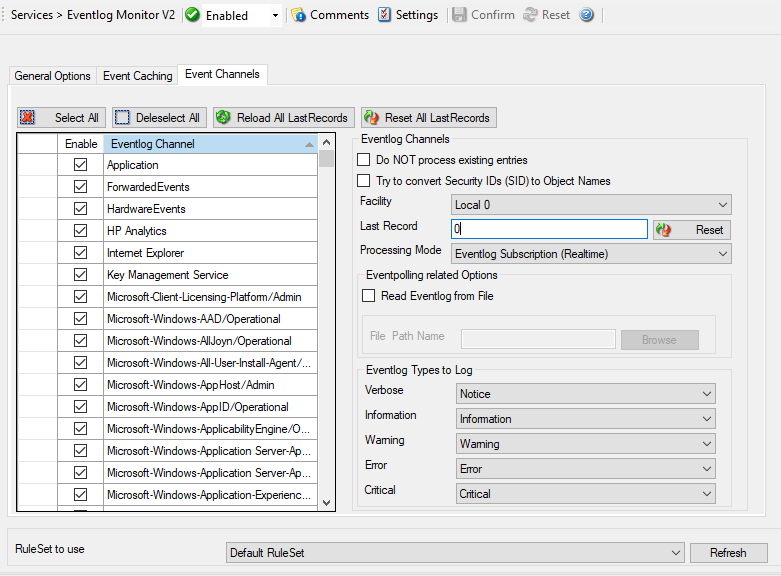 Services > Eventlog Monitor V2 Enabled Comments Settings Confirm Reset
General Options Event Caching Event Channels
Select All Deselect All Reload All LastRecords Reset All LastRecords
Enable Eventlog Channel
Application
ForwardedEvents
HardwareEvents
HP Analytics
Internet Explorer
Key Management Service
Microsoft-Client-Licensing-Platform/Admin
Microsoft-Windows-AAD/Operational
Microsoft-Windows-AllJoyn/Operational
Microsoft-Windows-All-User-Install-Agent/...
Microsoft-Windows-AppHost/Admin
Microsoft-Windows-AppID/Operational
Microsoft-Windows-ApplicabilityEngine/O...
Microsoft-Windows-Application Server-Ap...
Microsoft-Windows-Application Server-Ap...
Microsoft-Windows-Application-Experienc...
Eventlog Channels
Do NOT process existing entries
Try to convert Security IDs (SID) to Object Names
Facility Local 0
Last Record 0 Reset
Processing Mode Eventlog Subscription (Realtime)
Eventpolling related Options
Read Eventlog from File
File Path Name Browse
Eventlog Types to Log
Verbose Notice
Information Information
Warning Warning
Error Error
Critical Critical
RuleSet to use Default RuleSet Refresh